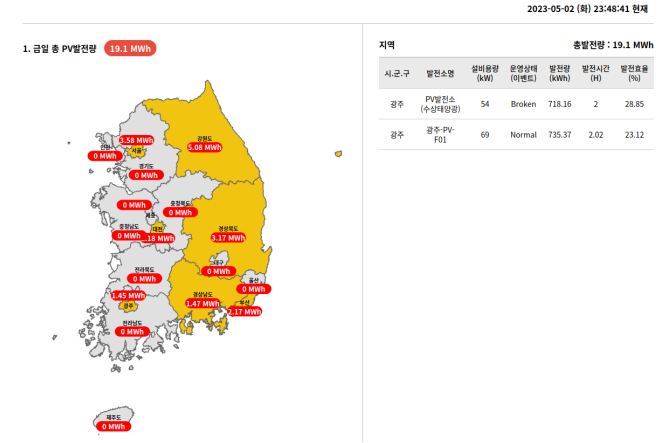 2023-05-02 (화) 23:48:41 현재
1. 금일 총 PV발전량 19.1 MWh
지역 총발전량 : 19.1 MWh
시.군.구 발전소명 설비용량 (kW) 운영상태 (이벤트) 발전량 (kWh) 발전시간 (H) 발전효율 (%)
광주 PV발전소 (수상태양광) 54 Broken 718.16 2 28.85
광주 광주-PV-F01 69 Normal 735.37 2.02 23.12
3.58 MWh
서울
강원도
5.08 MWh
인천
0 MWh
경기도
0 MWh
0 MWh
세종
충청북도
0 MWh
충청남도
0 MWh
대전
18 MWh
경상북도
3.17 MWh
대구
0 MWh
전라북도
0 MWh
울산
0 MWh
1.45 MWh
광주
경상남도
1.47 MWh
부산
2.17 MWh
전라남도
0 MWh
제주도
0 MWh